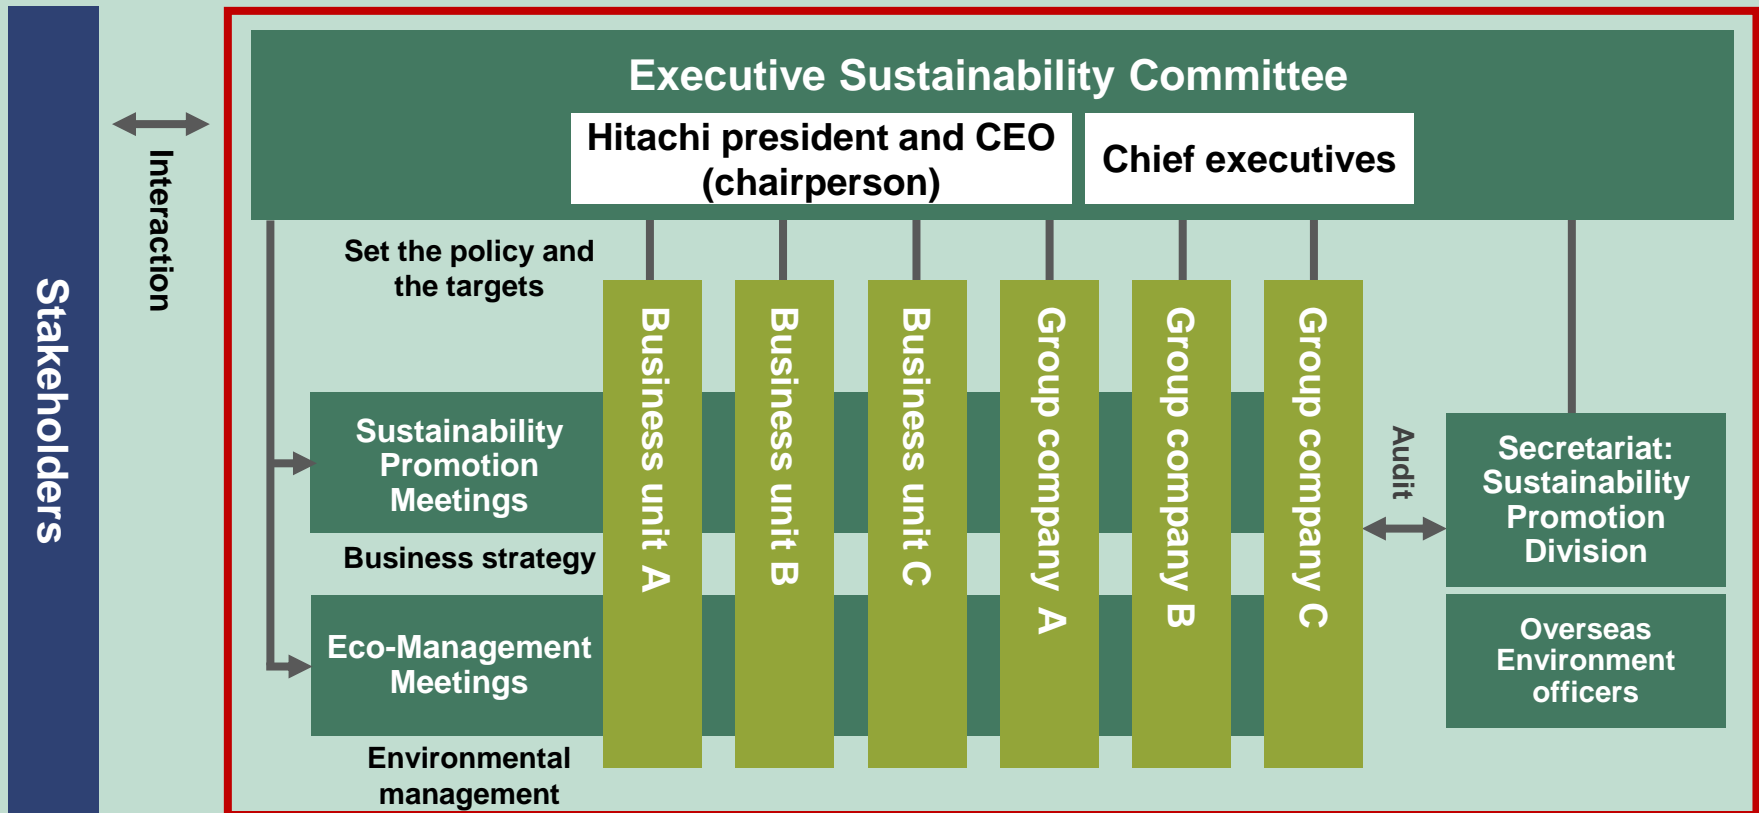 Stakeholders
Interaction
Executive Sustainability Committee
Hitachi president and CEO
(chairperson)
Chief executives
Set the policy and
the targets
Business unit A
Business unit B
Business unit C
Group company A
Group company B
Group company C
Sustainability
Promotion
Meetings
Business strategy
Eco-Management
Meetings
Environmental
management
Audit
Secretariat:
Sustainability
Promotion
Division
Overseas
Environment
officers